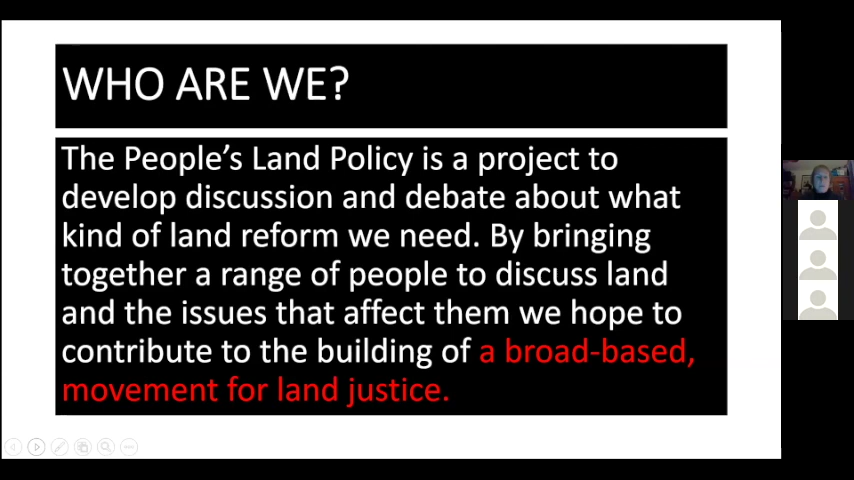 WHO ARE WE?
The People’s Land Policy is a project to
develop discussion and debate about what
kind of land reform we need. By bringing
together a range of people to discuss land
and the issues that affect them we hope to
contribute to the building of a broad-based,
movement for land justice.